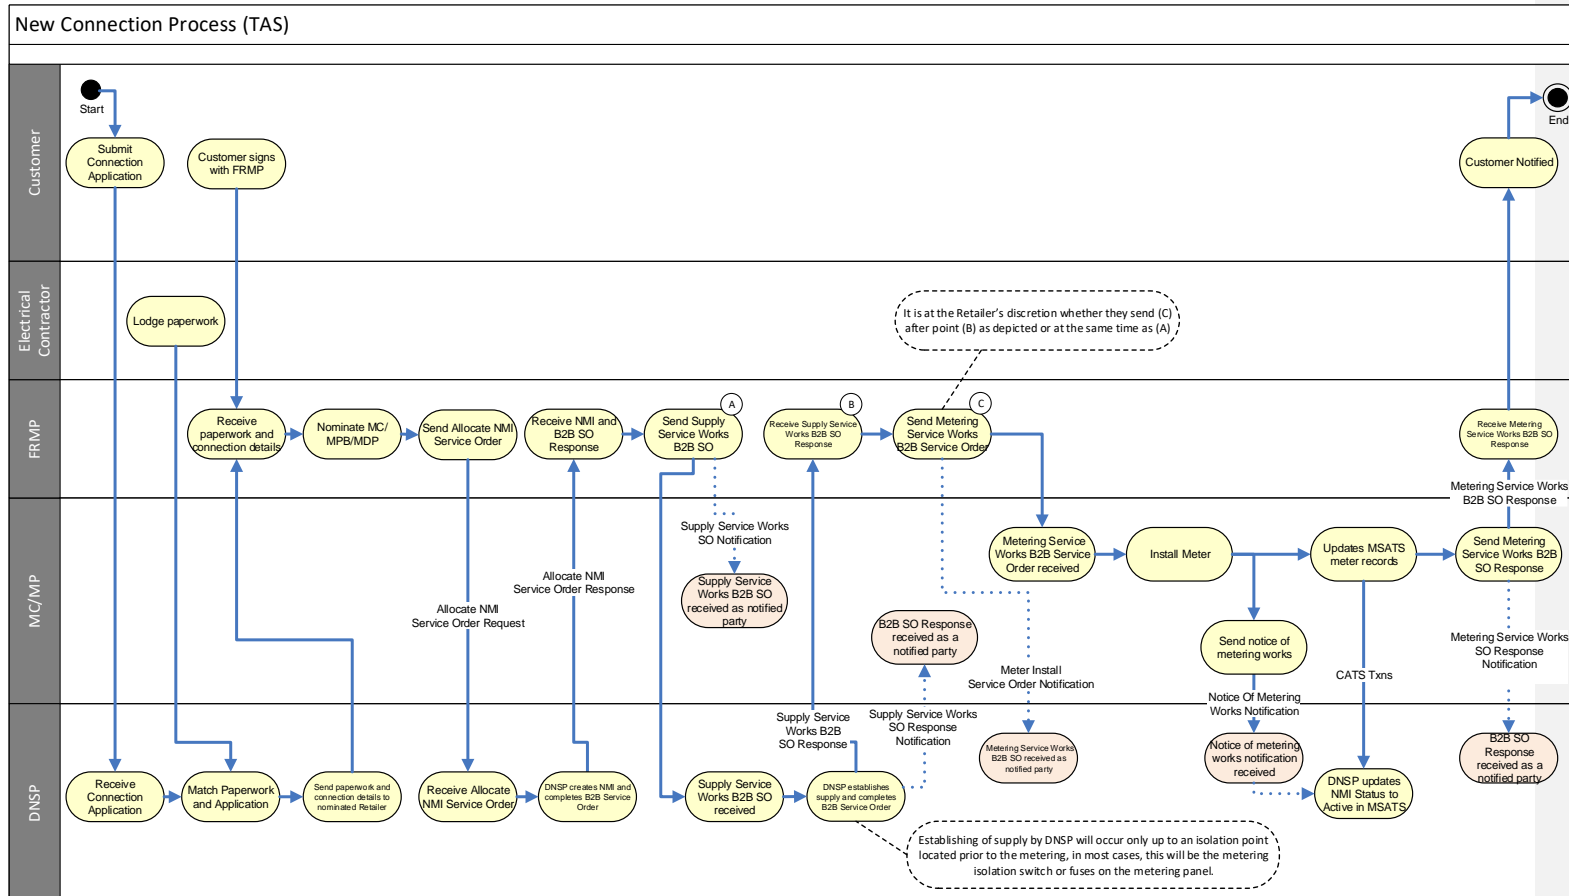 New Connection Process (TAS)
Customer
Start
Submit
Connection
Application
Customer signs
with FRMP
Customer Notified
End
Electrical
Contractor
Lodge paperwork
It is at the Retailer's discretion whether they send (C)
after point (B) as depicted or at the same time as (A)
FRMP
Receive
paperwork and
connection details
Nominate MC/
MPB/MDP
Send Allocate NMI
Service Order
Receive NMI and
B2B SO
Response
A
Send Supply
Service Works
B2B SO
B
Receive Supply Service
Works B2B SO
Response
C
Send Metering
Service Works
B2B Service Order
Receive Metering
Service Works B2B SO
Response
Metering Service Works
B2B SO Response
MC/MP
Supply Service Works
SO Notification
Supply Service
Works B2B SO
received as notified
party
Allocate NMI
Service Order Response
Allocate NMI
Service Order Request
B2B SO Response
received as a
notified party
Metering Service
Works B2B Service
Order received
Install Meter
Updates MSATS
meter records
Send Metering
Service Works B2B
SO Response
Send notice of
metering works
Meter Install
Service Order Notification
Metering Service Works
SO Response
Notification
CATS Txns
Notice Of Metering
Works Notification
DNSP
Supply Service
Works B2B
SO Response
Supply Service Works
SO Response
Notification
Metering Service Works
B2B SO received as
notified party
Notice of metering
works notification
received
B2B SO
Response
received as a
notified party
Receive
Connection
Application
Match Paperwork
and Application
Send paperwork and
connection details to
nominated Retailer
Receive Allocate
NMI Service Order
DNSP creates NMI and
completes B2B Service
Order
Supply Service
Works B2B SO
received
DNSP establishes
supply and completes
B2B Service Order
DNSP updates
NMI Status to
Active in MSATS
Establishing of supply by DNSP will occur only up to an isolation point
located prior to the metering, in most cases, this will be the metering
isolation switch or fuses on the metering panel.